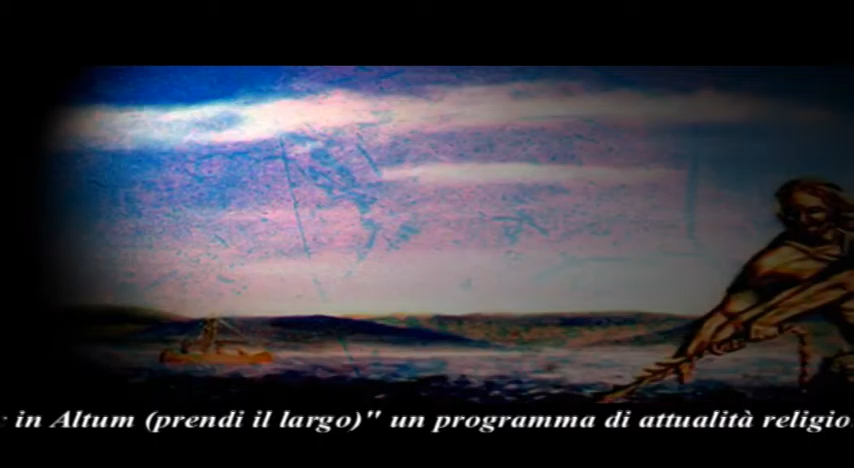 in Altum (prendi il largo)" un programma di attualità religio